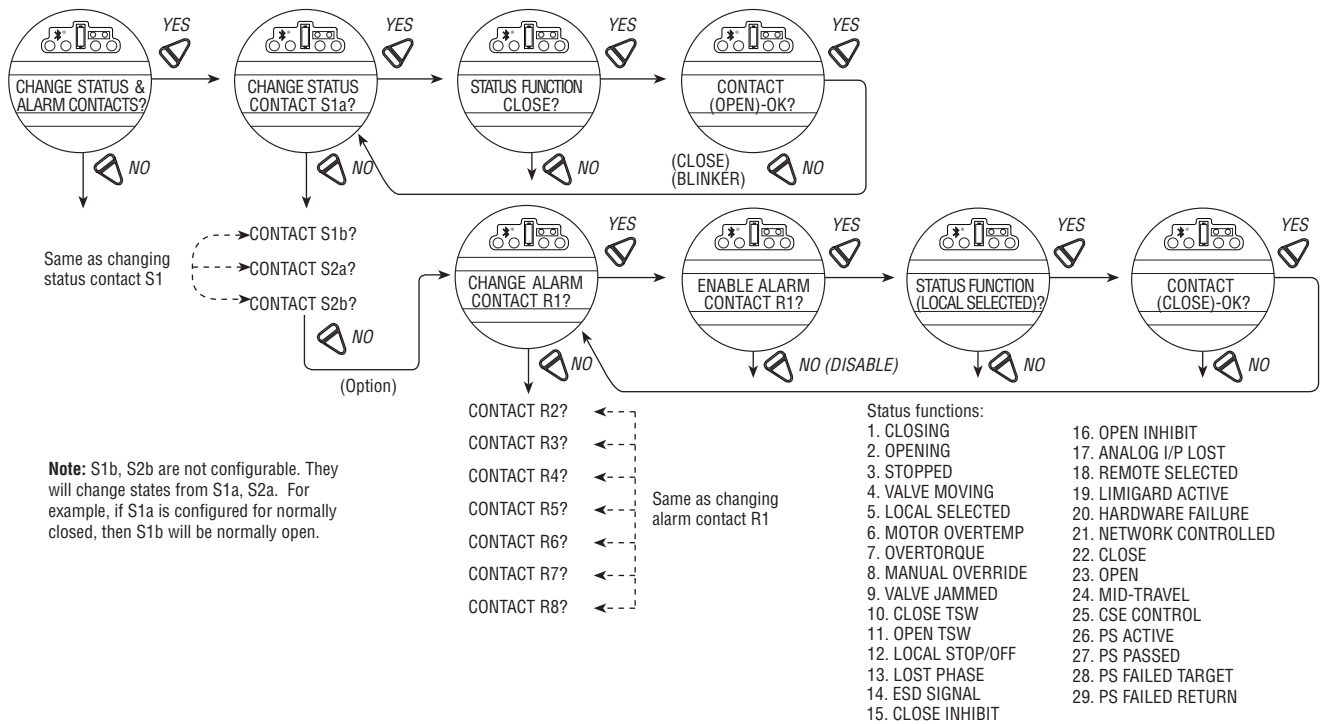 YES
YES
YES
YES
CHANGE STATUS &
ALARM CONTACTS?
CHANGE STATUS
CONTACT S1a?
STATUS FUNCTION
CLOSE?
CONTACT
(OPEN)-OK?
NO
NO
NO
(CLOSE)
(BLINKER)
NO
Same as changing
status contact S1
CONTACT S1b?
CONTACT S2a?
CONTACT S2b?
NO
(Option)
YES
YES
YES
YES
CHANGE ALARM
CONTACT R1?
ENABLE ALARM
CONTACT R1?
STATUS FUNCTION
(LOCAL SELECTED)?
CONTACT
(CLOSE)-OK?
NO
NO (DISABLE)
NO
NO
CONTACT R2?
CONTACT R3?
CONTACT R4?
CONTACT R5?
CONTACT R6?
CONTACT R7?
CONTACT R8?
Same as changing
alarm contact R1
Note: S1b, S2b are not configurable. They
will change states from S1a, S2a. For
example, if S1a is configured for normally
closed, then S1b will be normally open.
Status functions:
1. CLOSING
2. OPENING
3. STOPPED
4. VALVE MOVING
5. LOCAL SELECTED
6. MOTOR OVERTEMP
7. OVERTORQUE
8. MANUAL OVERRIDE
9. VALVE JAMMED
10. CLOSE TSW
11. OPEN TSW
12. LOCAL STOP/OFF
13. LOST PHASE
14. ESD SIGNAL
15. CLOSE INHIBIT
16. OPEN INHIBIT
17. ANALOG I/P LOST
18. REMOTE SELECTED
19. LIMIGARD ACTIVE
20. HARDWARE FAILURE
21. NETWORK CONTROLLED
22. CLOSE
23. OPEN
24. MID-TRAVEL
25. CSE CONTROL
26. PS ACTIVE
27. PS PASSED
28. PS FAILED TARGET
29. PS FAILED RETURN